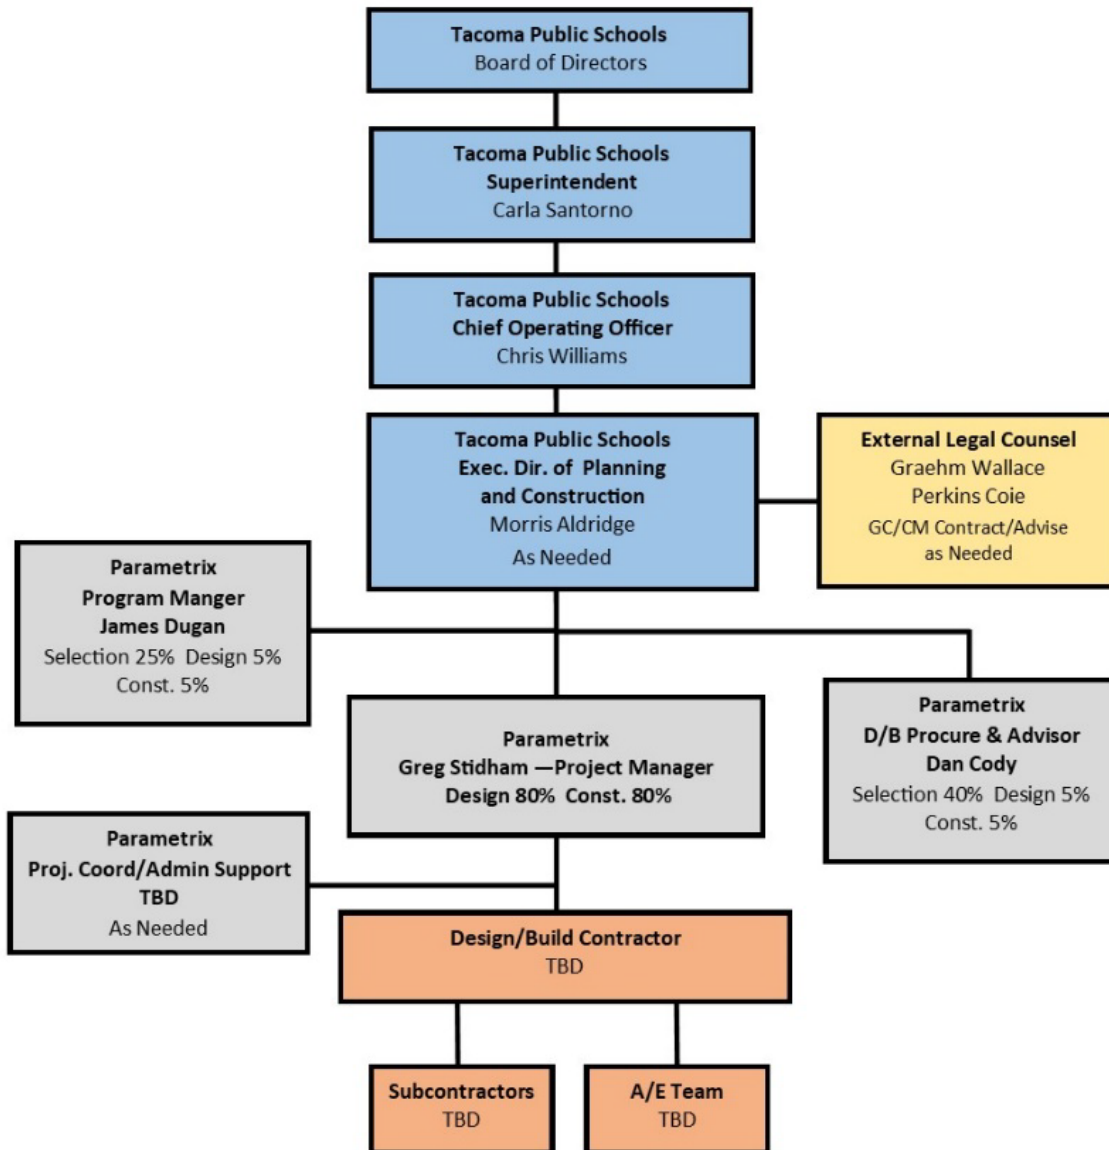 Tacoma Public Schools
Board of Directors
Tacoma Public Schools
Superintendent
Carla Santorno
Tacoma Public Schools
Chief Operating Officer
Chris Williams
Tacoma Public Schools
Exec. Dir. of Planning
and Construction
Morris Aldridge
As Needed
External Legal Counsel
Graehm Wallace
Perkins Coie
GC/CM Contract/Advise
as Needed
Parametrix
Program Manger
James Dugan
Selection 25% Design 5%
Const. 5%
Parametrix
Greg Stidham —Project Manager
Design 80% Const. 80%
Parametrix
D/B Procure & Advisor
Dan Cody
Selection 40% Design 5%
Const. 5%
Parametrix
Proj. Coord/Admin Support
TBD
As Needed
Design/Build Contractor
TBD
Subcontractors
TBD
A/E Team
TBD